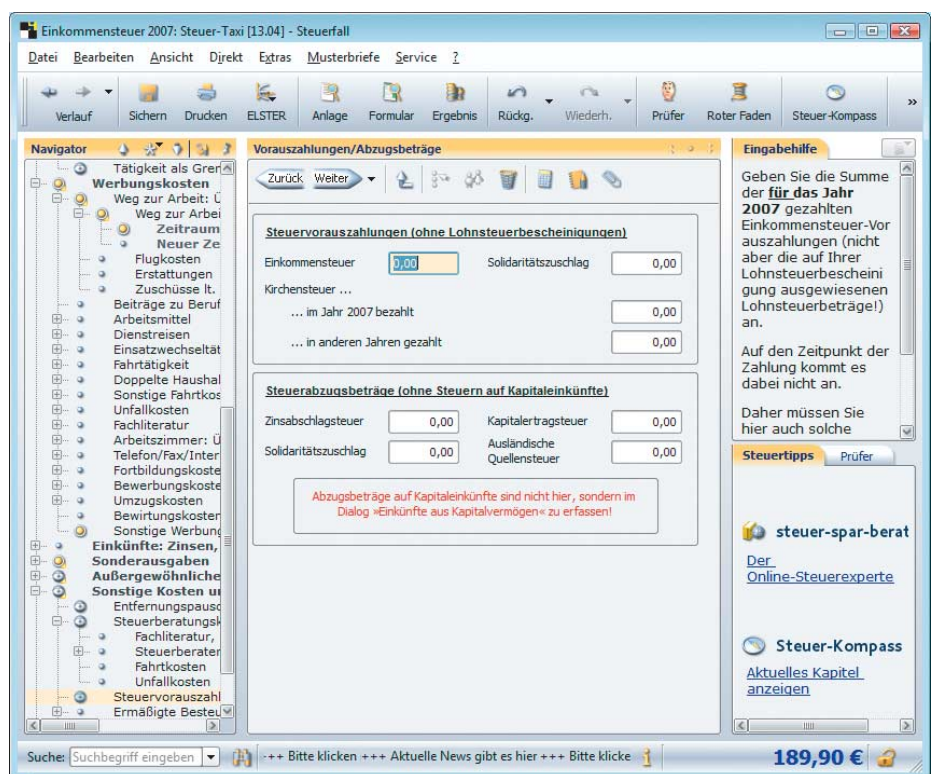 Einkommensteuer 2007: Steuer-Taxi [13.04] - Steuerfall
Datei Bearbeiten Ansicht Direkt Extras Musterbriefe Service ?
Verlauf Sichern Drucken ELSTER Anlage Formular Ergebnis Rückg. Wiederh. Prüfer Roter Faden Steuer-Kompass »
Navigator
Tätigkeit als Gren
Werbungskosten
Weg zur Arbeit: Ü
Weg zur Arbei
Zeitraum
Neuer Ze
Flugkosten
Erstattungen
Zuschüsse lt.
Beiträge zu Beruf
Arbeitsmittel
Dienstreisen
Einsatzwechseltät
Fahrtätigkeit
Doppelte Haushal
Sonstige Fahrtkos
Unfallkosten
Fachliteratur
Arbeitszimmer: Ü
Telefon/Fax/Inter
Fortbildungskoste
Bewerbungskoste
Umzugskosten
Bewirtungskosten
Sonstige Werbung
Einkünfte: Zinsen,
Sonderausgaben
Außergewöhnliche
Sonstige Kosten un
Entfernungspausc
Steuerberatungsk
Fachliteratur,
Steuerberater
Fahrtkosten
Unfallkosten
Steuervorauszahl
Ermäßigte Besteu
Vorauszahlungen/Abzugsbeträge
Zurück Weiter
Steuervorauszahlungen (ohne Lohnsteuerbescheinigungen)
Einkommensteuer 0,00 Solidaritätszuschlag 0,00
Kirchensteuer ...
... im Jahr 2007 bezahlt 0,00
... in anderen Jahren gezahlt 0,00
Steuerabzugsbeträge (ohne Steuern auf Kapitaleinkünfte)
Zinsabschlagsteuer 0,00 Kapitalertragsteuer 0,00
Solidaritätszuschlag 0,00 Ausländische Quellensteuer 0,00
Abzugsbeträge auf Kapitaleinkünfte sind nicht hier, sondern im
Dialog »Einkünfte aus Kapitalvermögen« zu erfassen!
Eingabehilfe
Geben Sie die Summe
der für das Jahr
2007 gezahlten
Einkommensteuer-Vor
auszahlungen (nicht
aber die auf Ihrer
Lohnsteuerbescheini
gung ausgewiesenen
Lohnsteuerbeträge!)
an.
Auf den Zeitpunkt der
Zahlung kommt es
dabei nicht an.
Daher müssen Sie
hier auch solche
Steuertipps Prüfer
steuer-spar-berat
Der
Online-Steuerexperte
Steuer-Kompass
Aktuelles Kapitel
anzeigen
Suche: Suchbegriff eingeben ·++ Bitte klicken +++ Aktuelle News gibt es hier +++ Bitte klicke 189,90 €